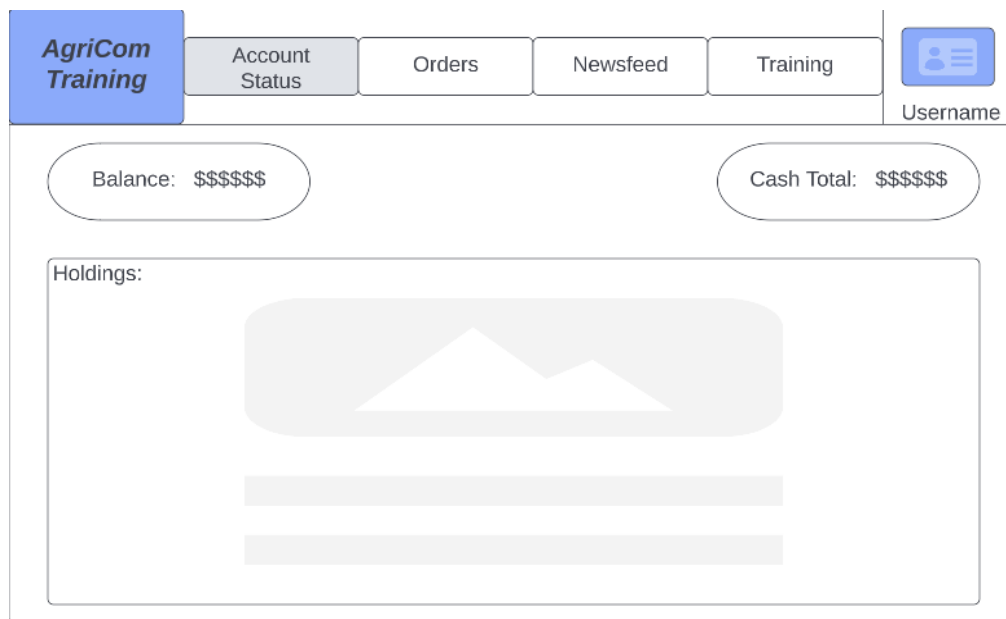 AgriCom
Training
Account
Status
Orders
Newsfeed
Training
Username
Balance: $$$$$$
Cash Total: $$$$$$
Holdings: